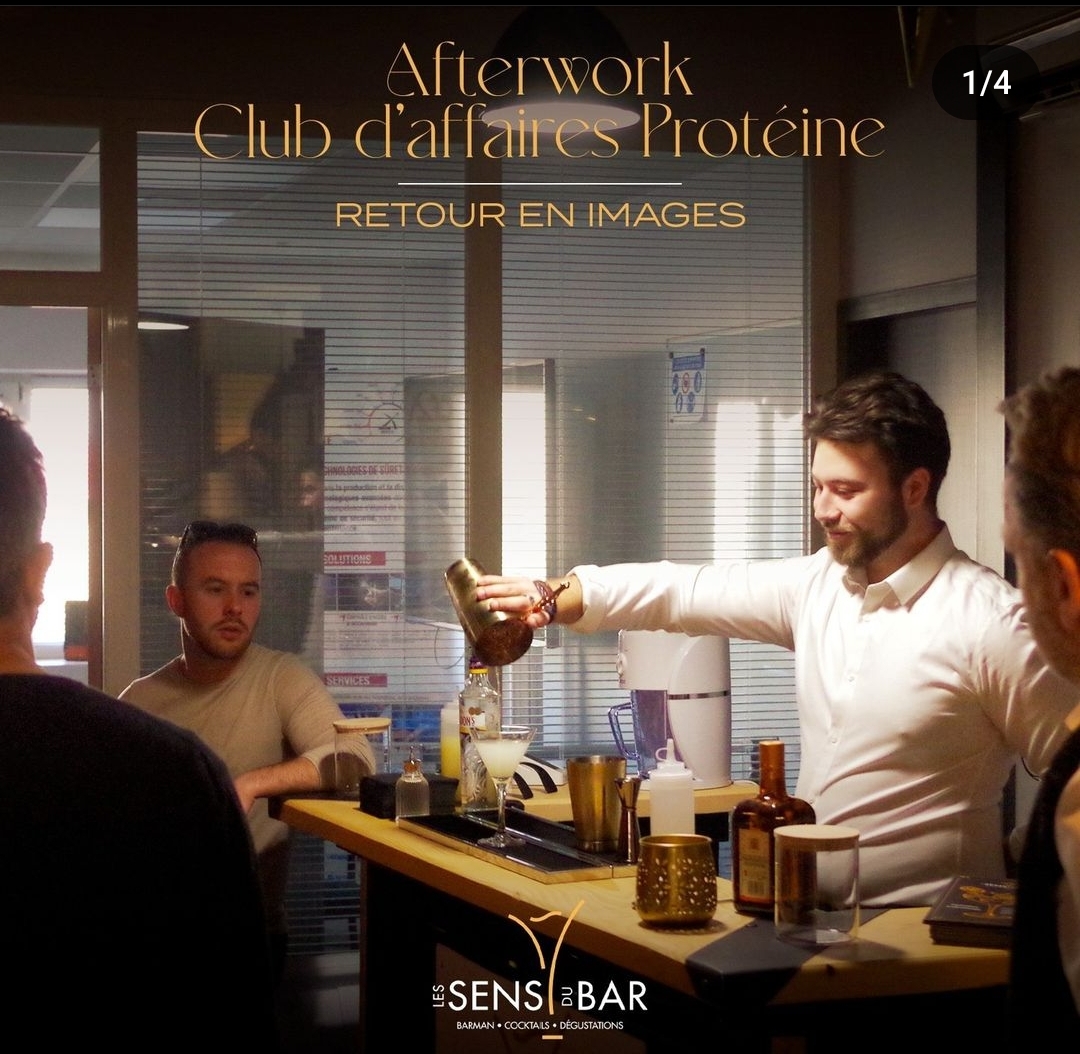 Afterwork
1/4
Club d'affaires Protéine
RETOUR EN IMAGES
SOLUTIONS
SERVICES
LES SENS DU BAR
BARMAN • COCKTAILS • DÉGUSTATIONS